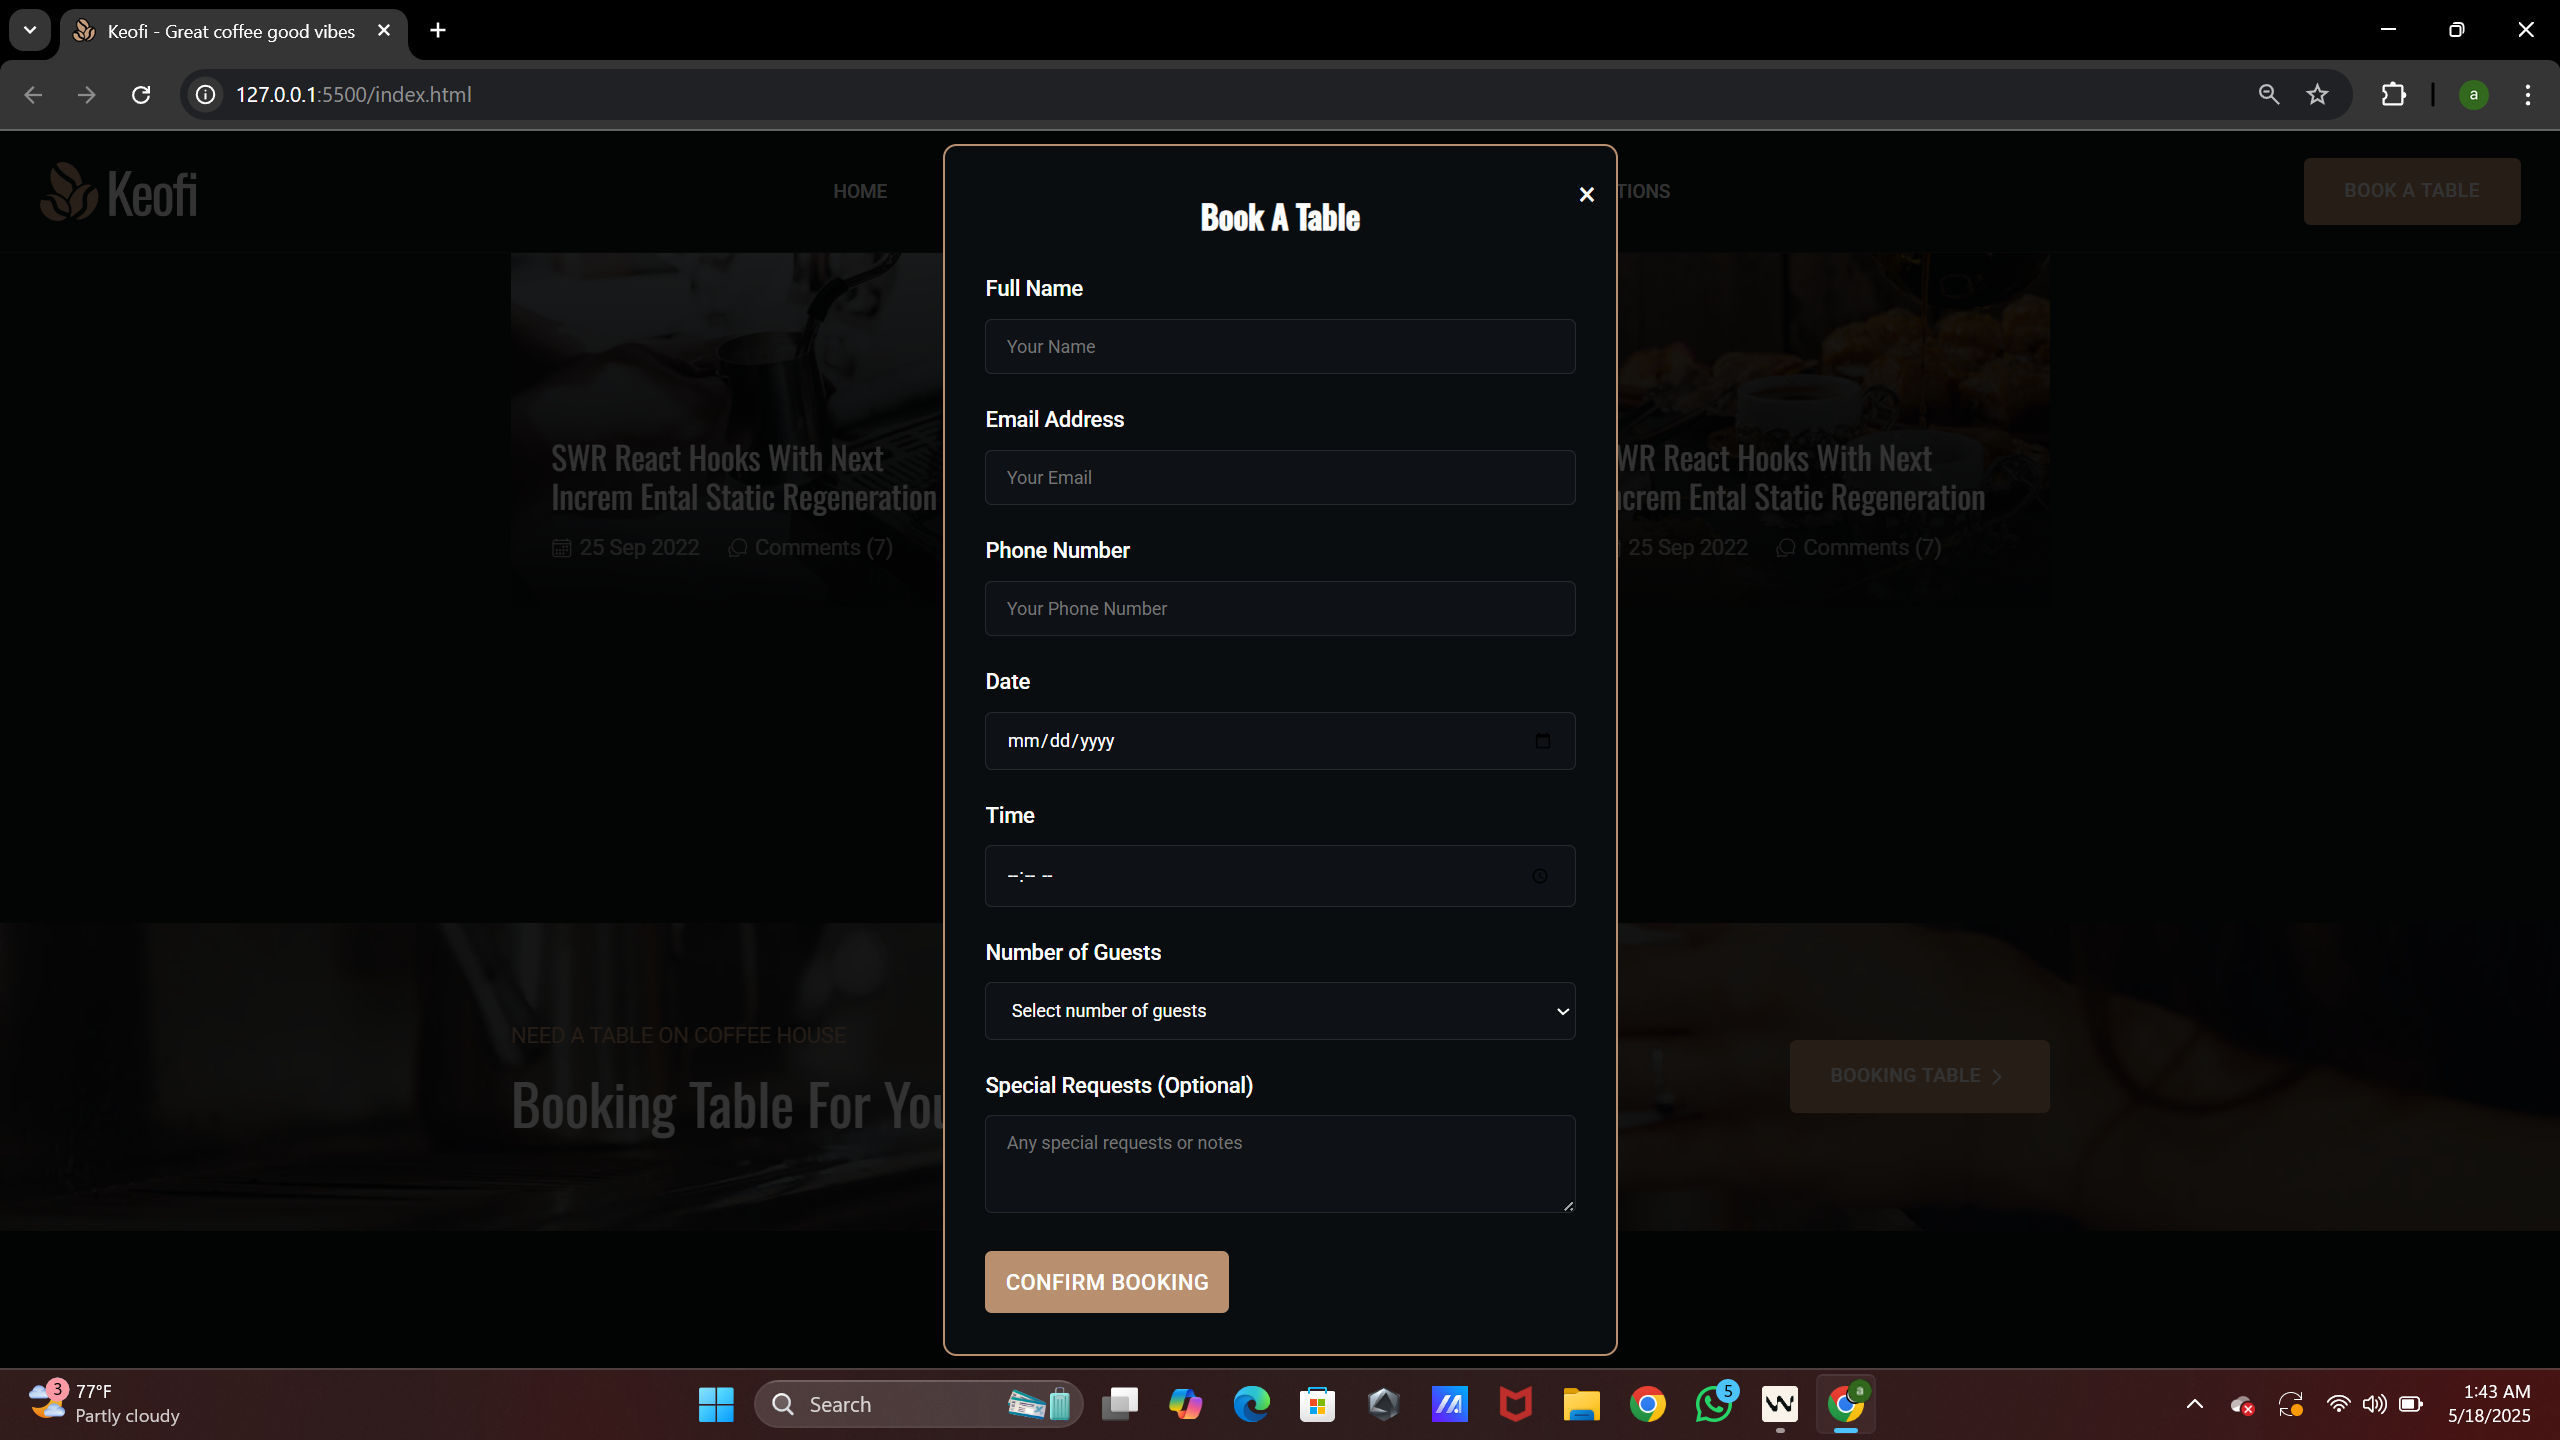 Keofi - Great coffee good vibes
127.0.0.1:5500/index.html
Keofi
HOME
TIONS
BOOK A TABLE
Book A Table
Full Name
Your Name
Email Address
Your Email
Phone Number
Your Phone Number
Date
mm/dd/yyyy
Time
--:-- --
Number of Guests
Select number of guests
Special Requests (Optional)
Any special requests or notes
CONFIRM BOOKING
SWR React Hooks With Next
Increm Ental Static Regeneration
25 Sep 2022 Comments (7)
WR React Hooks With Next
crem Ental Static Regeneration
25 Sep 2022 Comments (7)
NEED A TABLE ON COFFEE HOUSE
Booking Table For You
BOOKING TABLE
a
3
77°F
Partly cloudy
Search
5
a
1:43 AM
5/18/2025